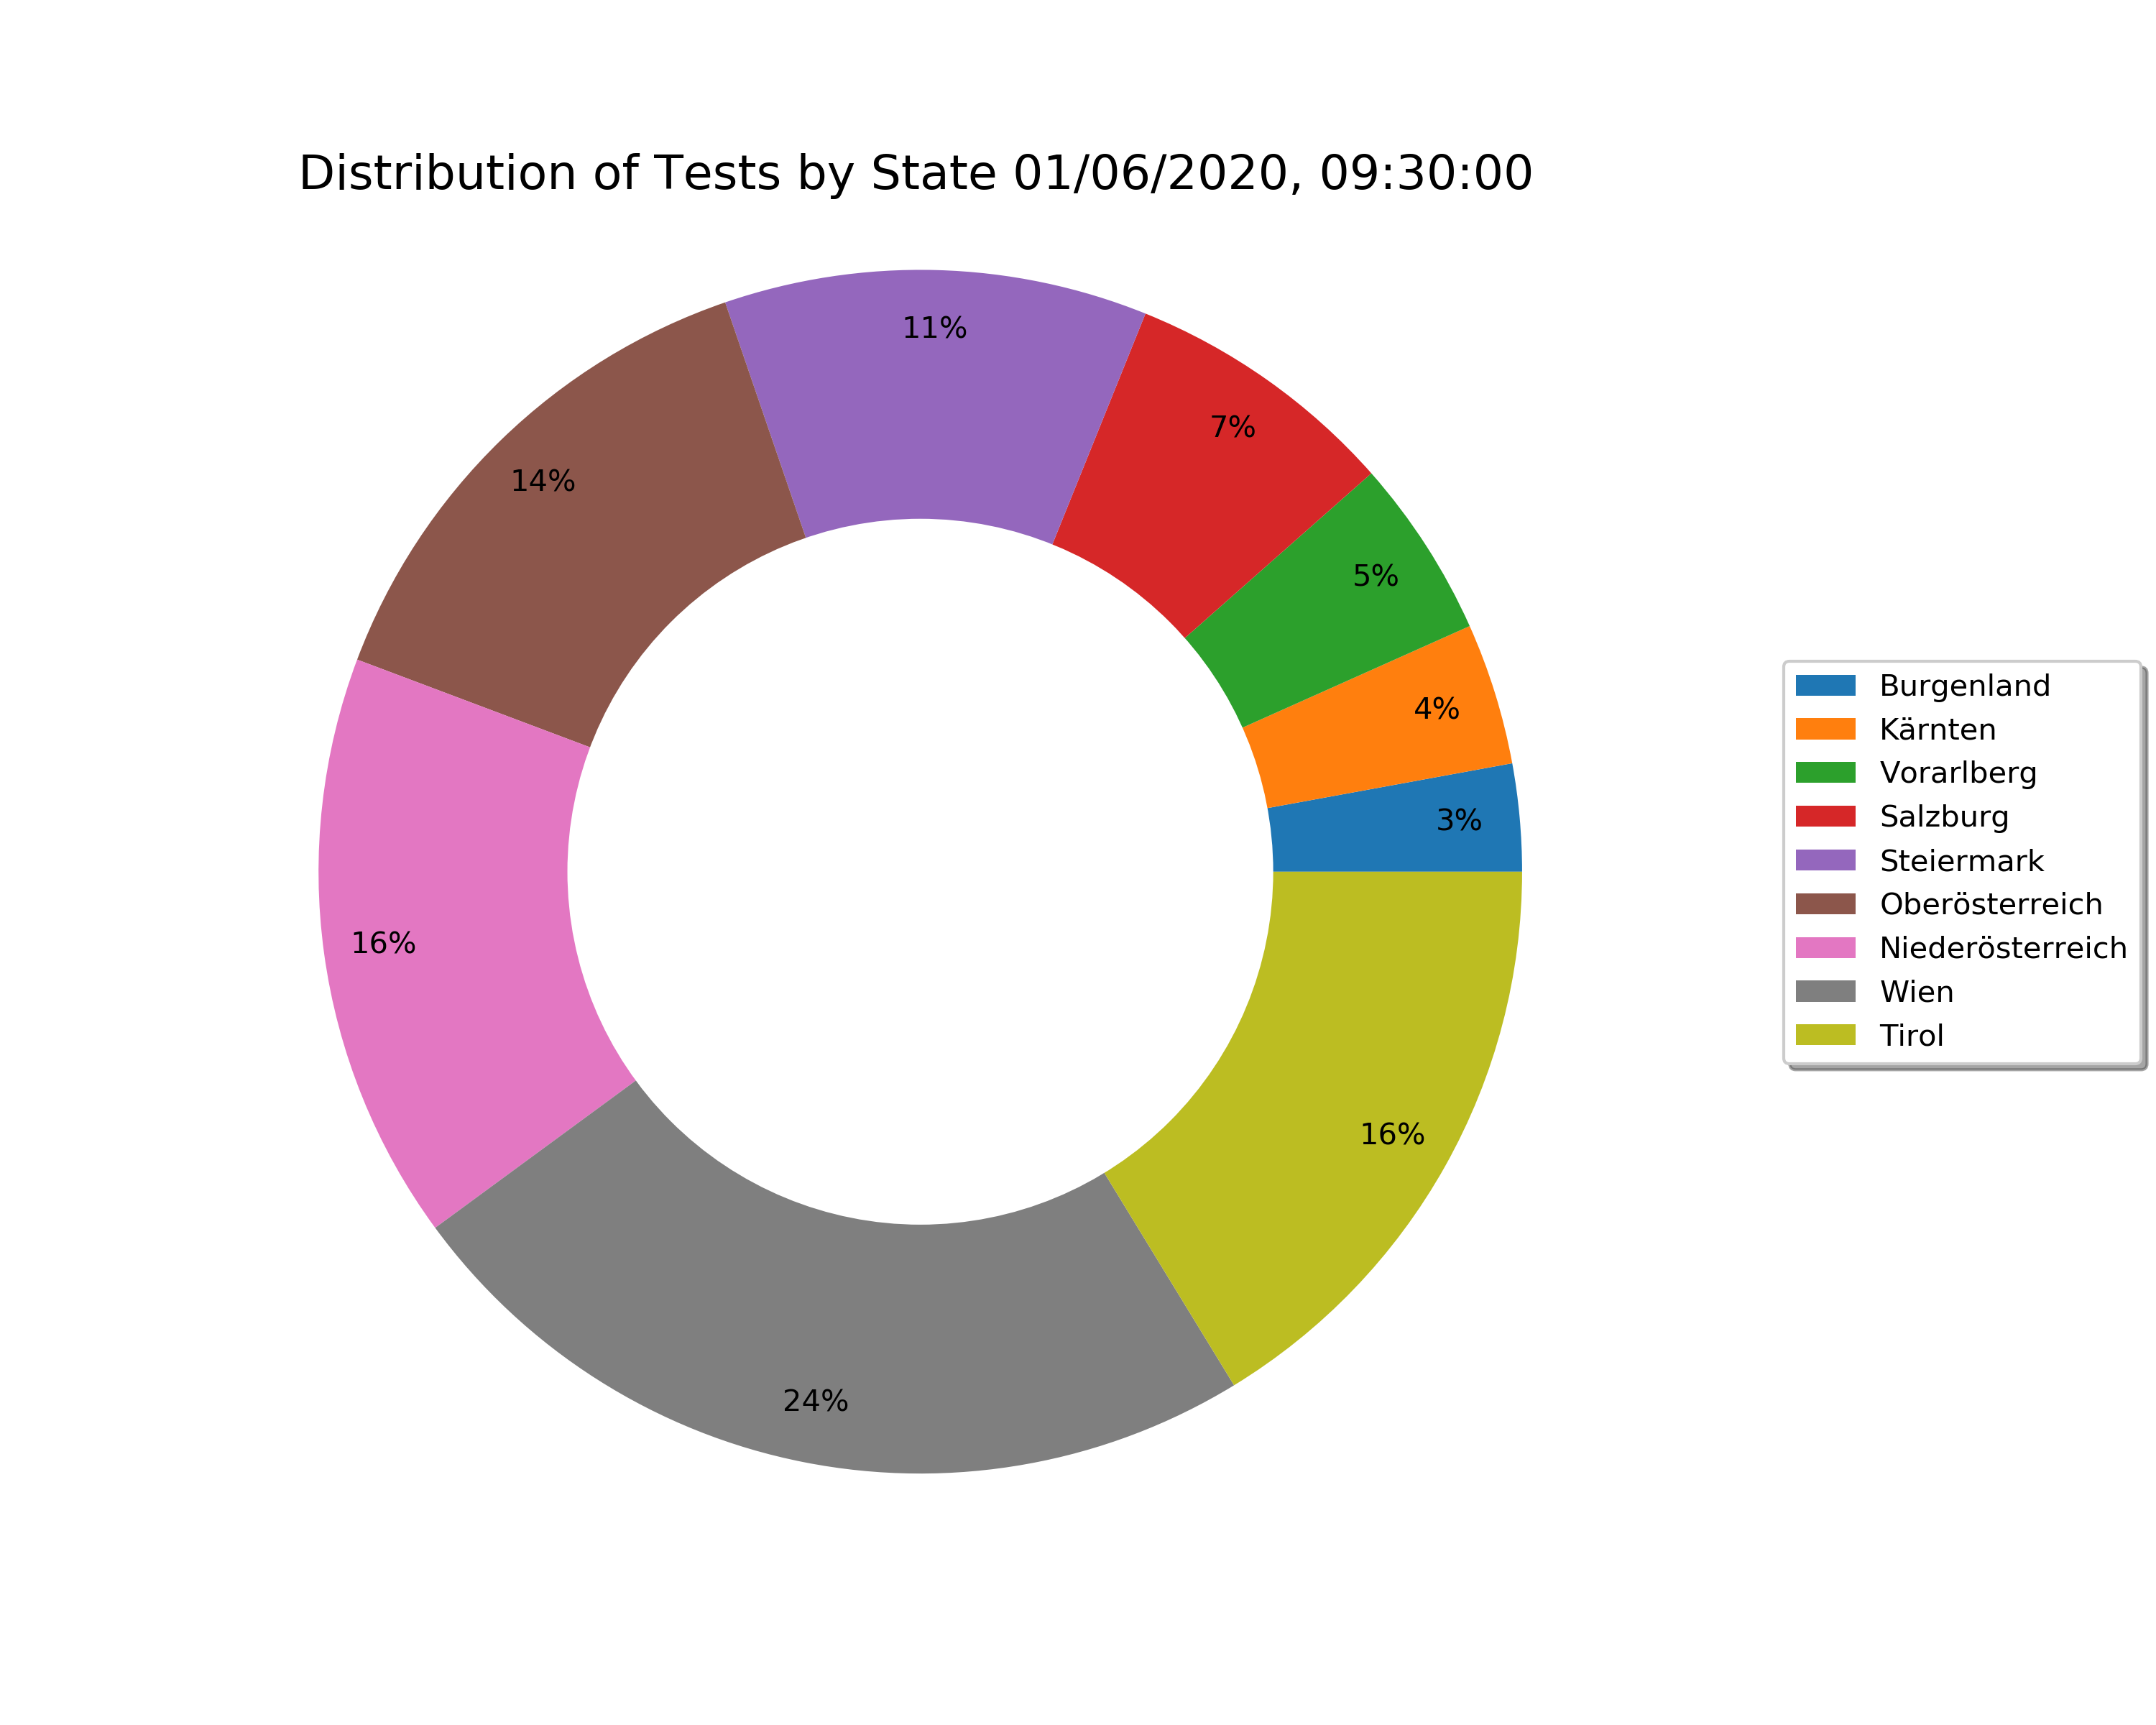 Distribution of Tests by State 01/06/2020, 09:30:00
11%
7%
14%
5%
4%
3%
16%
16%
24%
Burgenland
Kärnten
Vorarlberg
Salzburg
Steiermark
Oberösterreich
Niederösterreich
Wien
Tirol